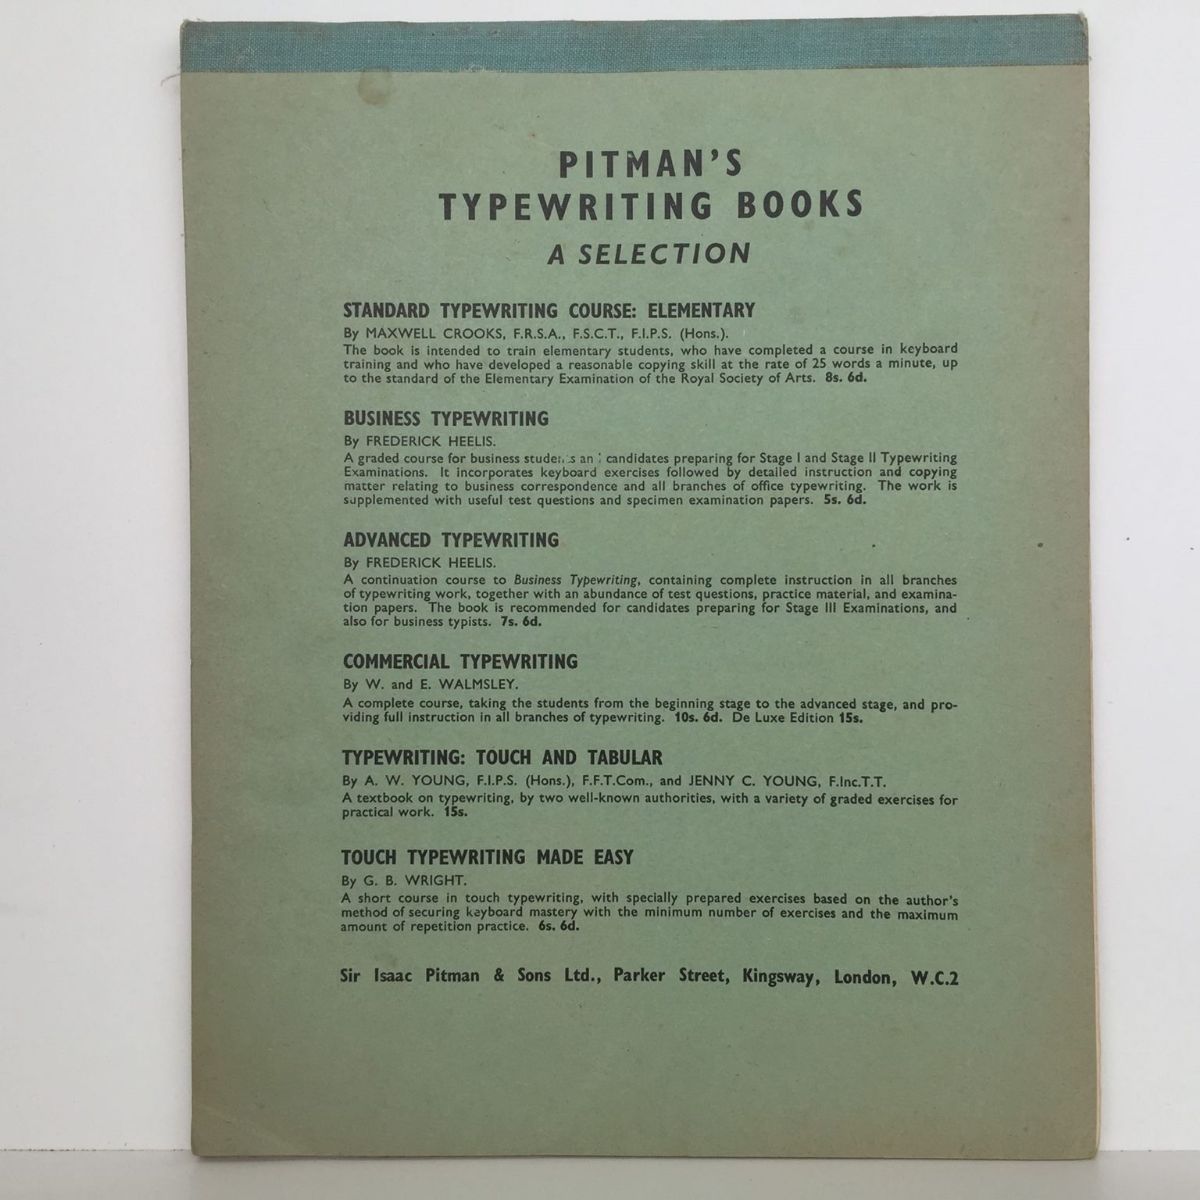 PITMAN'S
TYPEWRITING BOOKS
A SELECTION
STANDARD TYPEWRITING COURSE: ELEMENTARY
By MAXWELL CROOKS, F.R.S.A., F.S.C.T., F.I.P.S. (Hons.).
The book is intended to train elementary students, who have completed a course in keyboard
training and who have developed a reasonable copying skill at the rate of 25 words a minute, up
to the standard of the Elementary Examination of the Royal Society of Arts. 8s. 6d.
BUSINESS TYPEWRITING
By FREDERICK HEELIS.
A graded course for business students and candidates preparing for Stage I and Stage II Typewriting
Examinations. It incorporates keyboard exercises followed by detailed instruction and copying
matter relating to business correspondence and all branches of office typewriting. The work is
supplemented with useful test questions and specimen examination papers. 5s. 6d.
ADVANCED TYPEWRITING
By FREDERICK HEELIS.
A continuation course to Business Typewriting, containing complete instruction in all branches
of typewriting work, together with an abundance of test questions, practice material, and examina-
tion papers. The book is recommended for candidates preparing for Stage III Examinations, and
also for business typists. 7s. 6d.
COMMERCIAL TYPEWRITING
By W. and E. WALMSLEY.
A complete course, taking the students from the beginning stage to the advanced stage, and pro-
viding full instruction in all branches of typewriting. 10s. 6d. De Luxe Edition 15s.
TYPEWRITING: TOUCH AND TABULAR
By A. W. YOUNG, F.I.P.S. (Hons.), F.F.T.Com., and JENNY C. YOUNG, F.Inc.T.T.
A textbook on typewriting, by two well-known authorities, with a variety of graded exercises for
practical work. 15s.
TOUCH TYPEWRITING MADE EASY
By G. B. WRIGHT.
A short course in touch typewriting, with specially prepared exercises based on the author's
method of securing keyboard mastery with the minimum number of exercises and the maximum
amount of repetition practice. 6s. 6d.
Sir Isaac Pitman & Sons Ltd., Parker Street, Kingsway, London, W.C.2